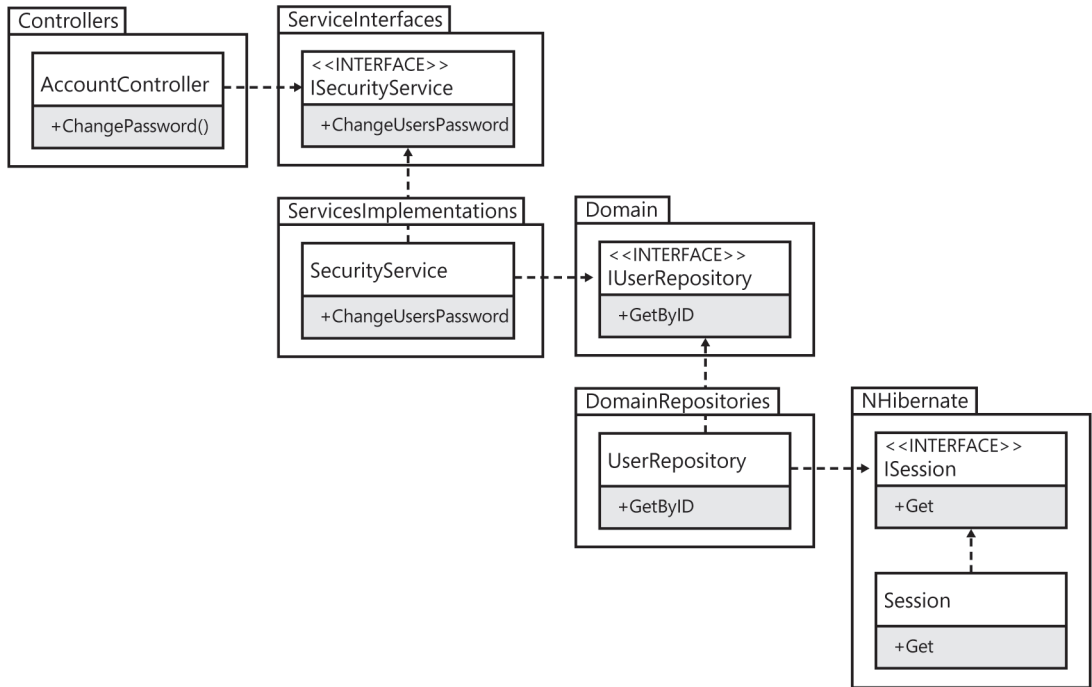 Controllers
AccountController
+ChangePassword()
ServiceInterfaces
<<INTERFACE>>
ISecurityService
+ChangeUsersPassword
ServicesImplementations
SecurityService
+ChangeUsersPassword
Domain
<<INTERFACE>>
IUserRepository
+GetByID
DomainRepositories
UserRepository
+GetByID
NHibernate
<<INTERFACE>>
ISession
+Get
Session
+Get